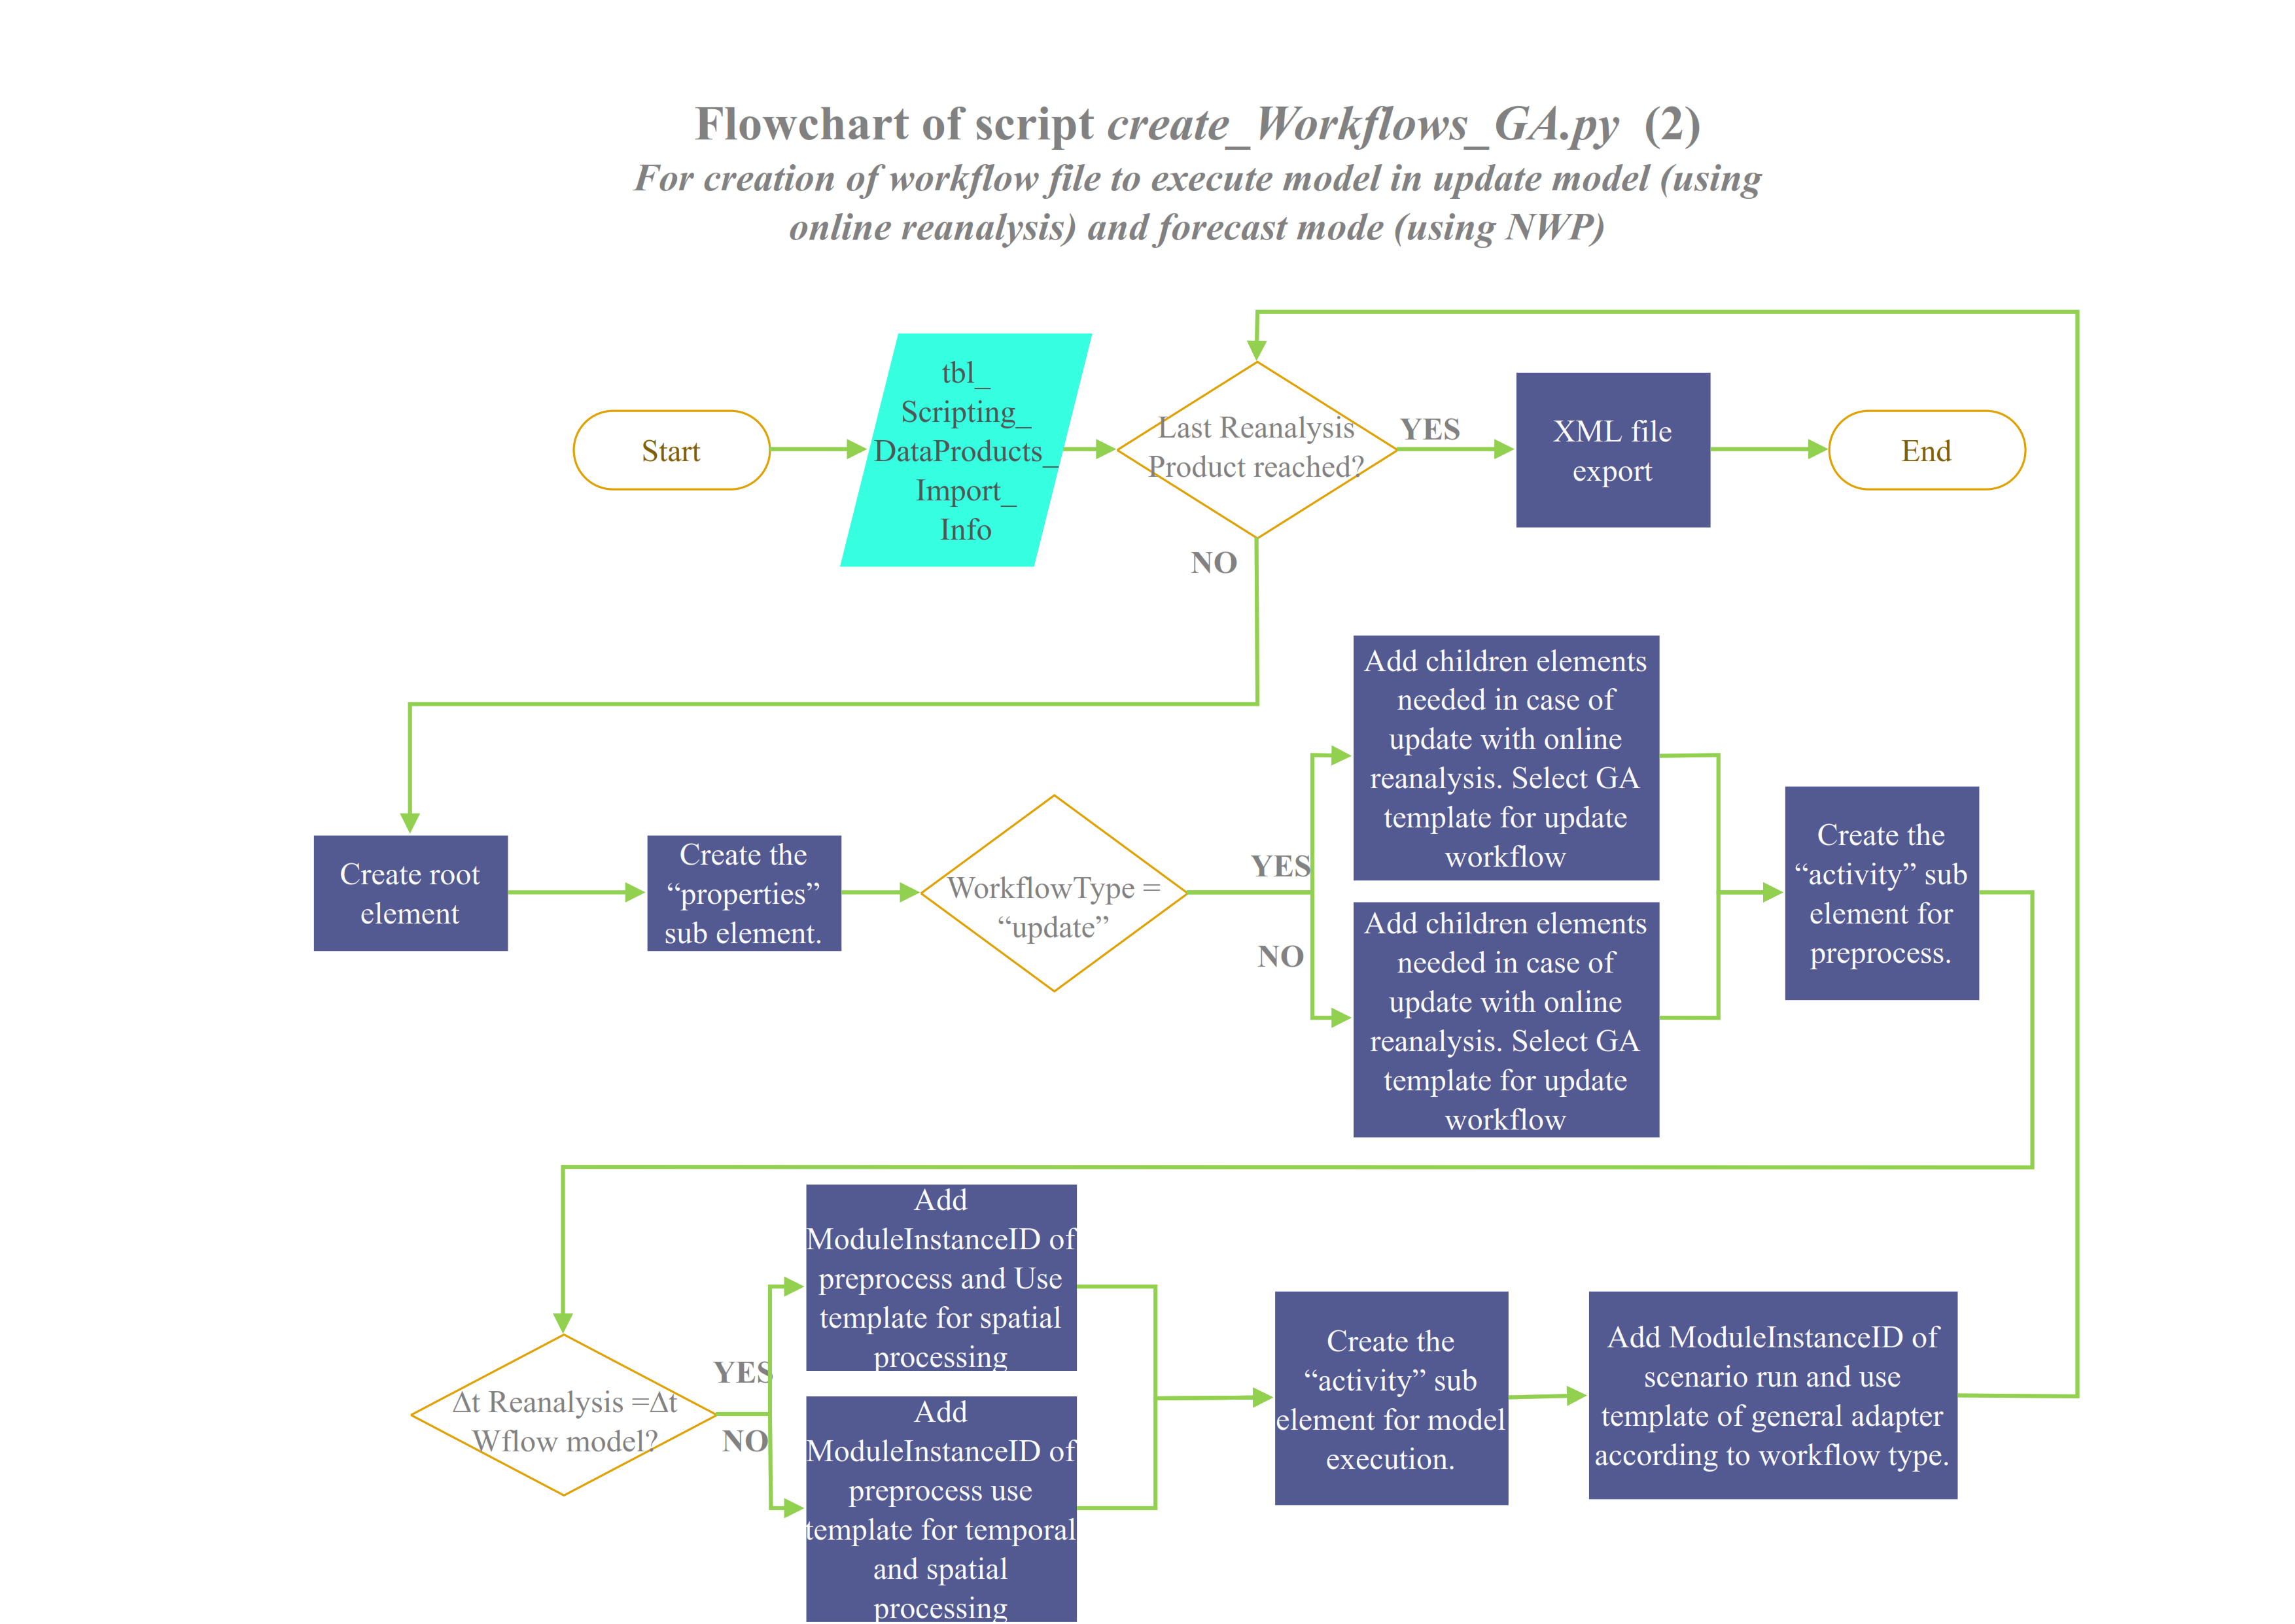 Flowchart of script create_Workflows_GA.py (2)
For creation of workflow file to execute model in update model (using
online reanalysis) and forecast mode (using NWP)
Start
tbl_
Scripting_
DataProducts_
Import_
Info
Last Reanalysis
Product reached?
YES
XML file
export
End
NO
Create root
element
Create the
“properties”
sub element.
WorkflowType =
“update”
YES
NO
Add children elements
needed in case of
update with online
reanalysis. Select GA
template for update
workflow
Add children elements
needed in case of
update with online
reanalysis. Select GA
template for update
workflow
Create the
“activity” sub
element for
preprocess.
Δt Reanalysis =Δt
Wflow model?
YES
NO
Add
ModuleInstanceID of
preprocess and Use
template for spatial
processing
Add
ModuleInstanceID of
preprocess use
template for temporal
and spatial
processing
Create the
“activity” sub
element for model
execution.
Add ModuleInstanceID of
scenario run and use
template of general adapter
according to workflow type.